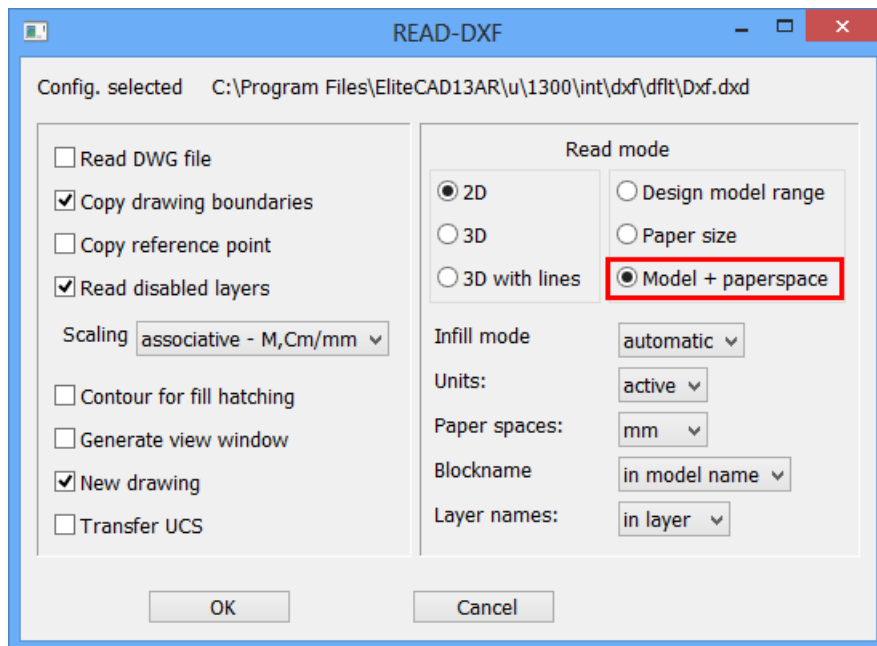 READ-DXF
Config. selected C:\Program Files\EliteCAD13AR\u\1300\int\dxf\dflt\Dxf.dxd
Read DWG file
Copy drawing boundaries
Copy reference point
Read disabled layers
Scaling associative - M,Cm/mm
Contour for fill hatching
Generate view window
New drawing
Transfer UCS
Read mode
2D Design model range
3D Paper size
3D with lines Model + paperspace
Infill mode automatic
Units: active
Paper spaces: mm
Blockname in model name
Layer names: in layer
OK Cancel